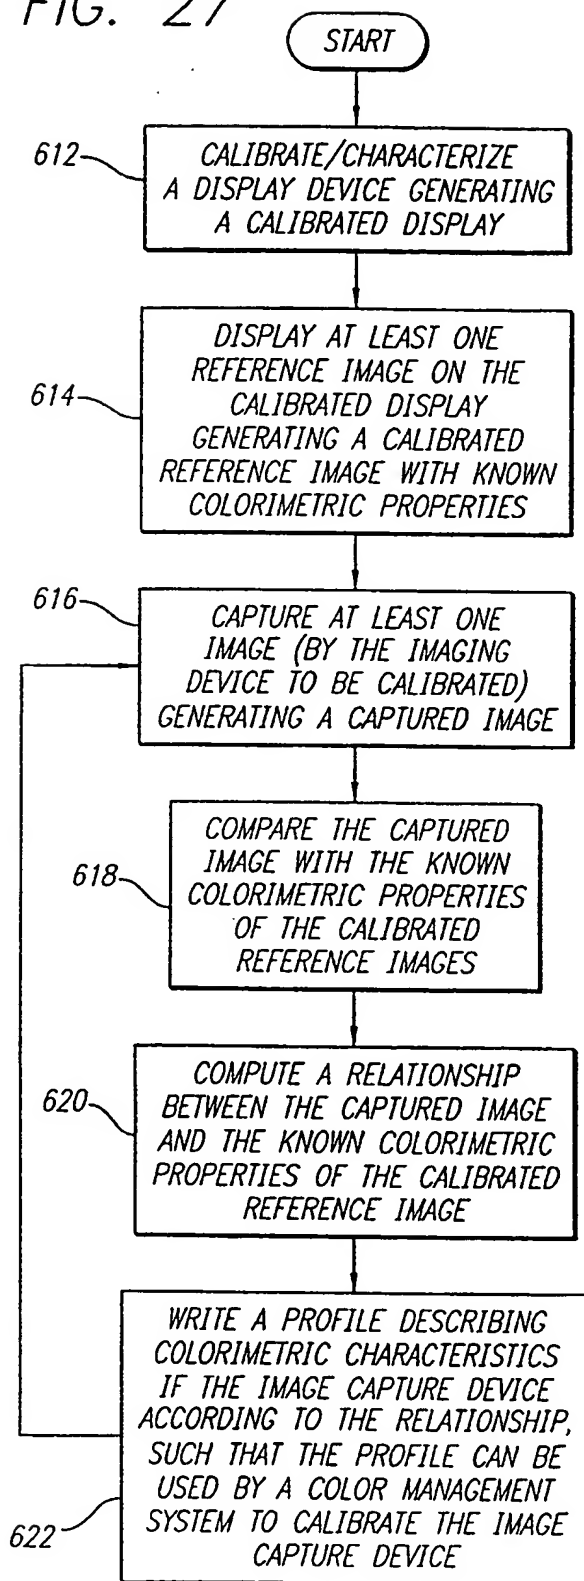 FIG. 27
START
612
CALIBRATE/CHARACTERIZE
A DISPLAY DEVICE GENERATING
A CALIBRATED DISPLAY
614
DISPLAY AT LEAST ONE
REFERENCE IMAGE ON THE
CALIBRATED DISPLAY
GENERATING A CALIBRATED
REFERENCE IMAGE WITH KNOWN
COLORIMETRIC PROPERTIES
616
CAPTURE AT LEAST ONE
IMAGE (BY THE IMAGING
DEVICE TO BE CALIBRATED)
GENERATING A CAPTURED IMAGE
618
COMPARE THE CAPTURED
IMAGE WITH THE KNOWN
COLORIMETRIC PROPERTIES
OF THE CALIBRATED
REFERENCE IMAGES
620
COMPUTE A RELATIONSHIP
BETWEEN THE CAPTURED IMAGE
AND THE KNOWN COLORIMETRIC
PROPERTIES OF THE CALIBRATED
REFERENCE IMAGE
622
WRITE A PROFILE DESCRIBING
COLORIMETRIC CHARACTERISTICS
IF THE IMAGE CAPTURE DEVICE
ACCORDING TO THE RELATIONSHIP,
SUCH THAT THE PROFILE CAN BE
USED BY A COLOR MANAGEMENT
SYSTEM TO CALIBRATE THE IMAGE
CAPTURE DEVICE